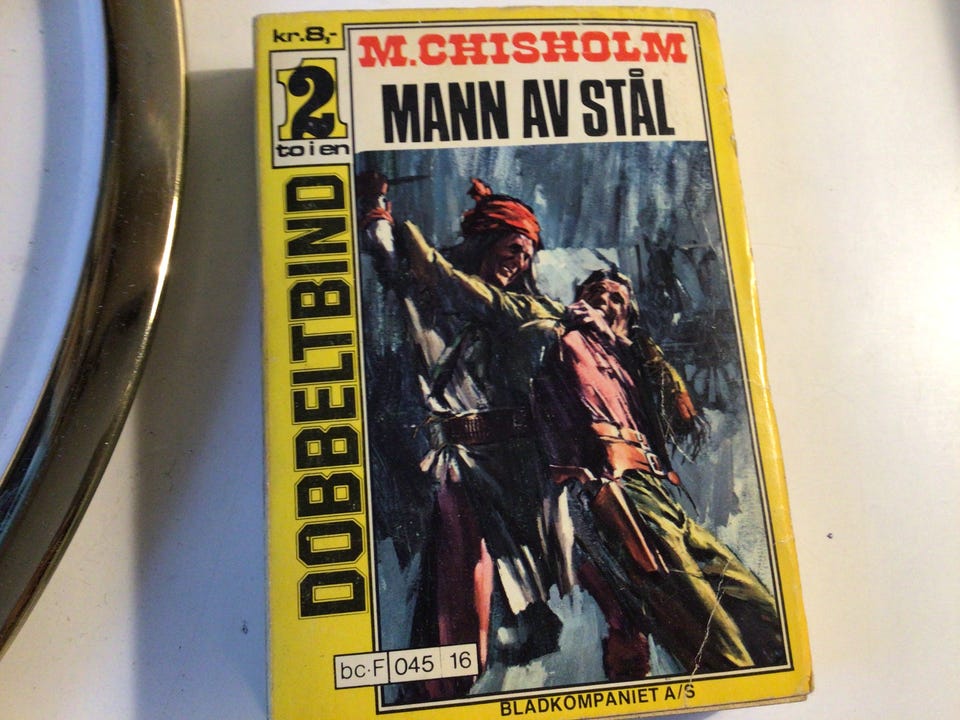 kr.8,-
2
to i en
M.CHISHOLM
MANN AV STÅL
DOBBELTBIND
bc-F 045 16
BLADKOMPANIET A/S